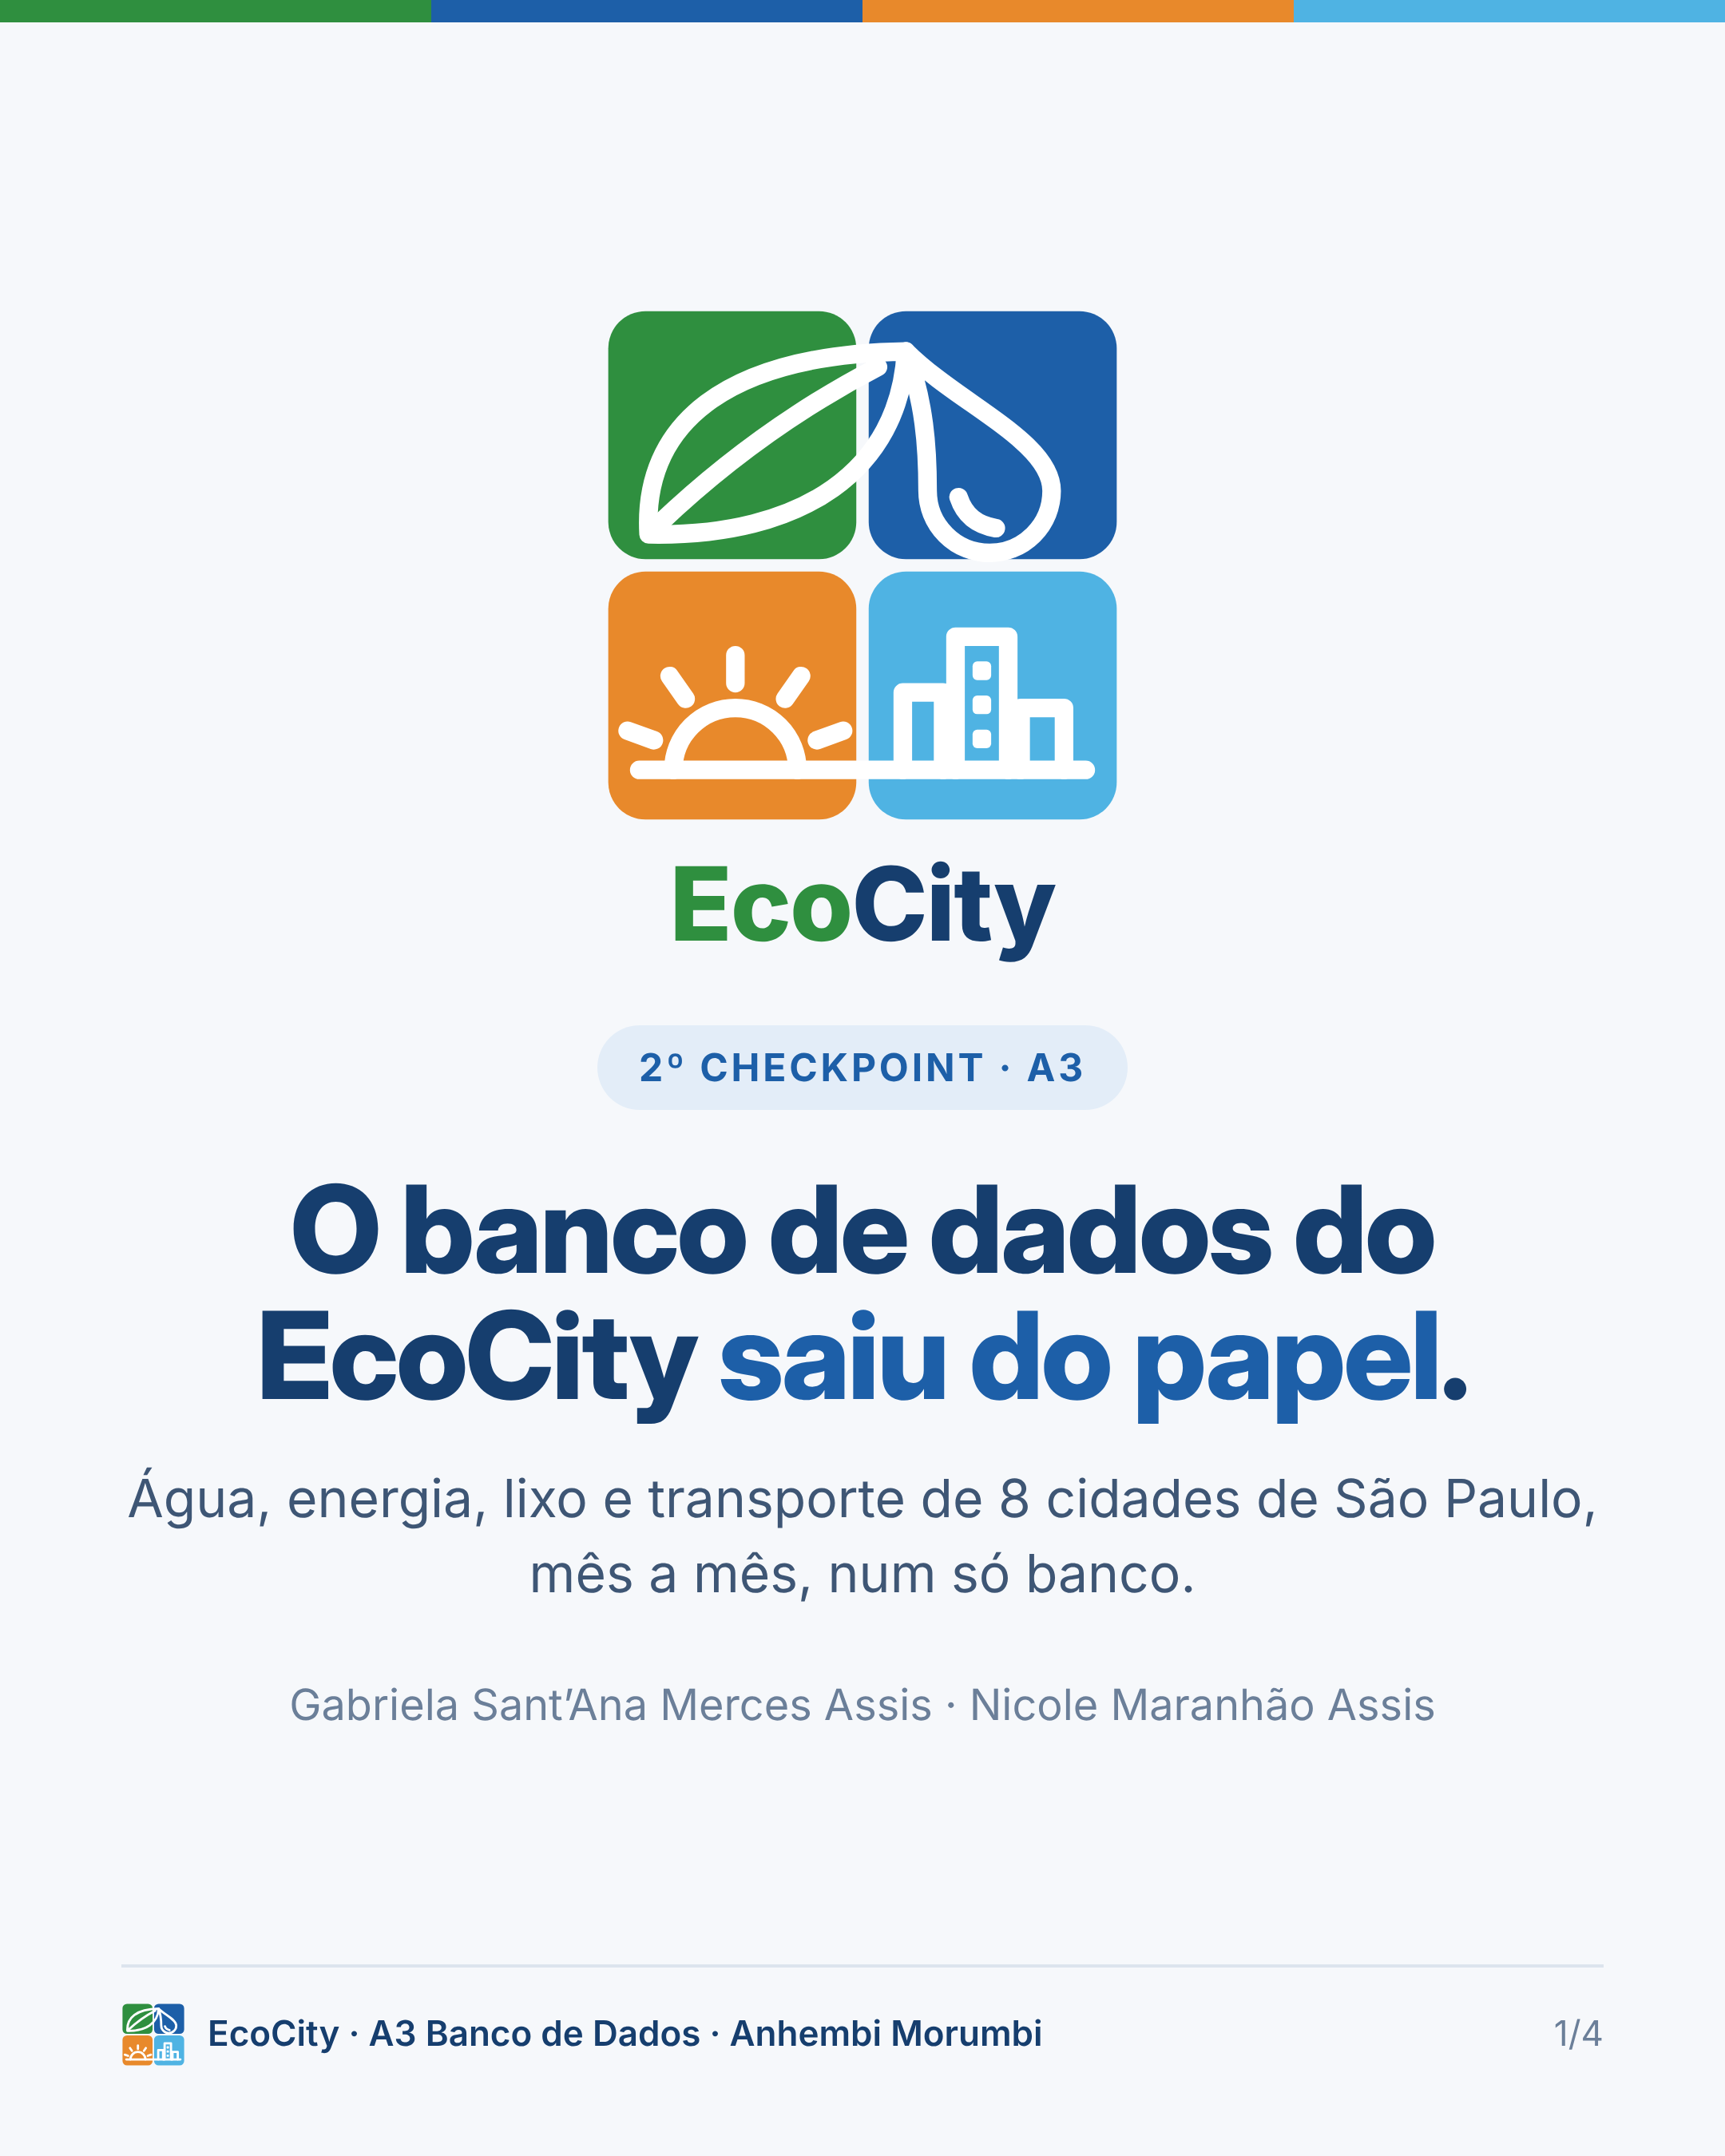 EcoCity
2º CHECKPOINT · A3
O banco de dados do
EcoCity saiu do papel.
Água, energia, lixo e transporte de 8 cidades de São Paulo,
mês a mês, num só banco.
Gabriela Sant’Ana Merces Assis · Nicole Maranhão Assis
EcoCity · A3 Banco de Dados · Anhembi Morumbi
1/4